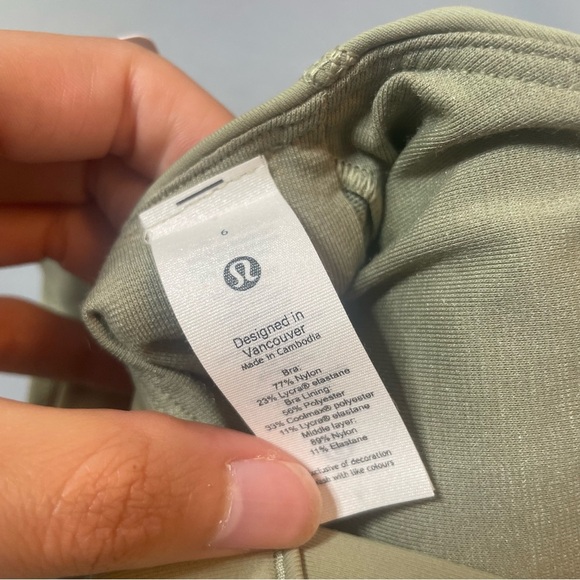 6
Designed in
Vancouver
Made in Cambodia
Bra:
77% Nylon
23% Lycra® elastane
Bra Lining:
56% Polyester
33% Coolmax® polyester
11% Lycra® elastane
Middle layer:
89% Nylon
11% Elastane
of decoration
with like colours